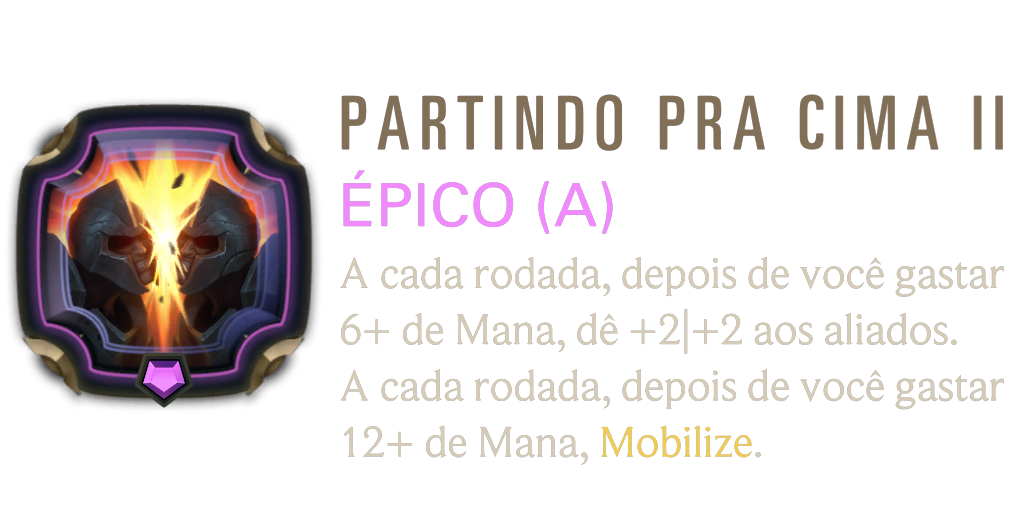 PARTINDO PRA CIMA II
ÉPICO (A)
A cada rodada, depois de você gastar
6+ de Mana, dê +2|+2 aos aliados.
A cada rodada, depois de você gastar
12+ de Mana, Mobilize.